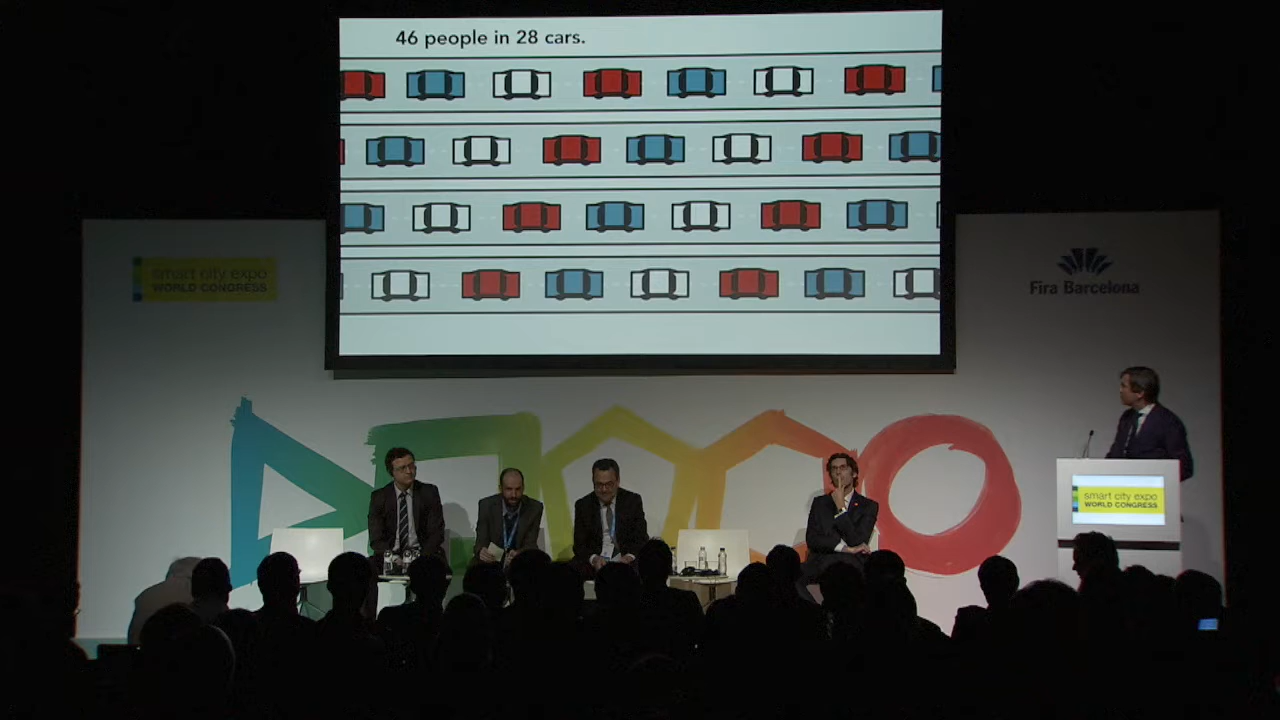 46 people in 28 cars.
smart city expo
WORLD CONGRESS
Fira Barcelona
smart city expo
WORLD CONGRESS